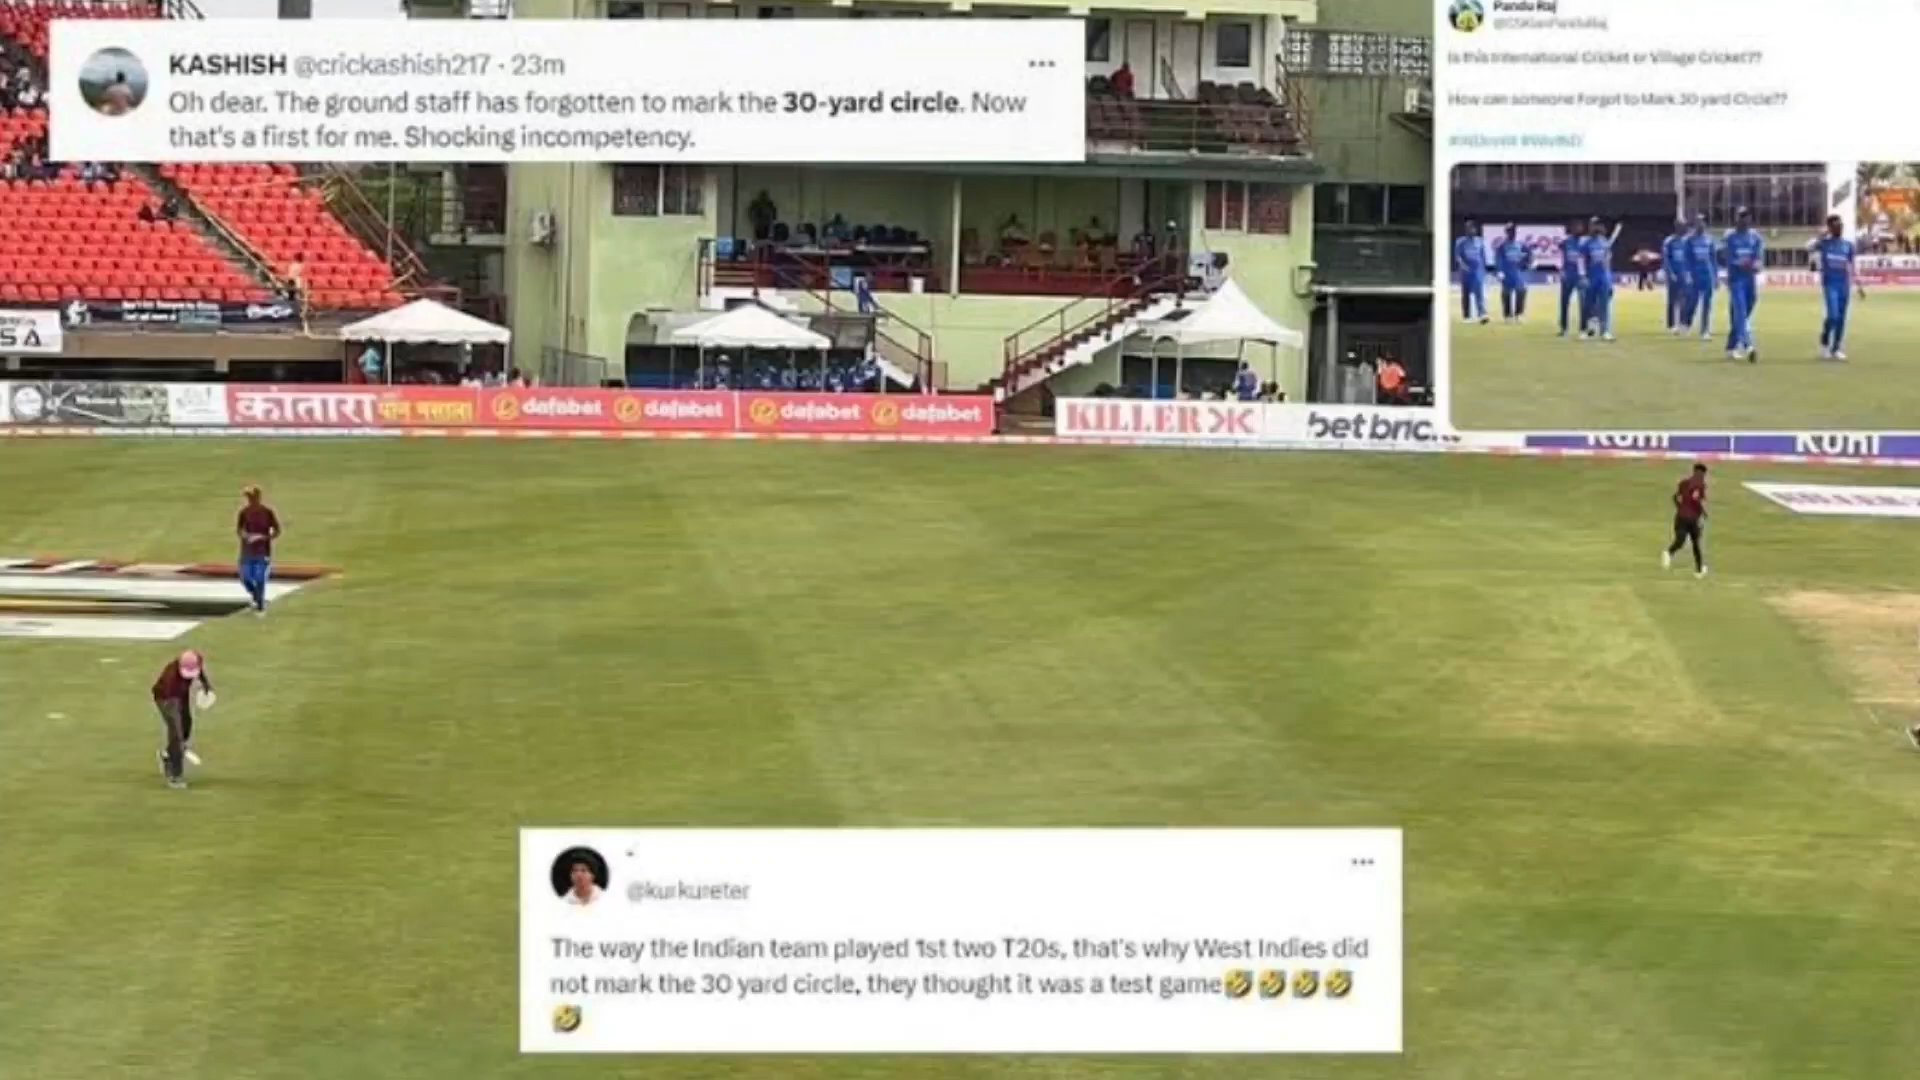 KASHISH @crickashish217 · 23m
Oh dear. The ground staff has forgotten to mark the 30-yard circle. Now
that's a first for me. Shocking incompetency.
Pandu Raj
Is this International Cricket or Village Cricket??
How can someone Forgot to Mark 30 yard Circle??
कांतारा पान मसाला
dafabet dafabet dafabet dafabet
KILLER
betbric
@kurkureter
The way the Indian team played 1st two T20s, that's why West Indies did
not mark the 30 yard circle, they thought it was a test game🤣🤣🤣🤣
🤣